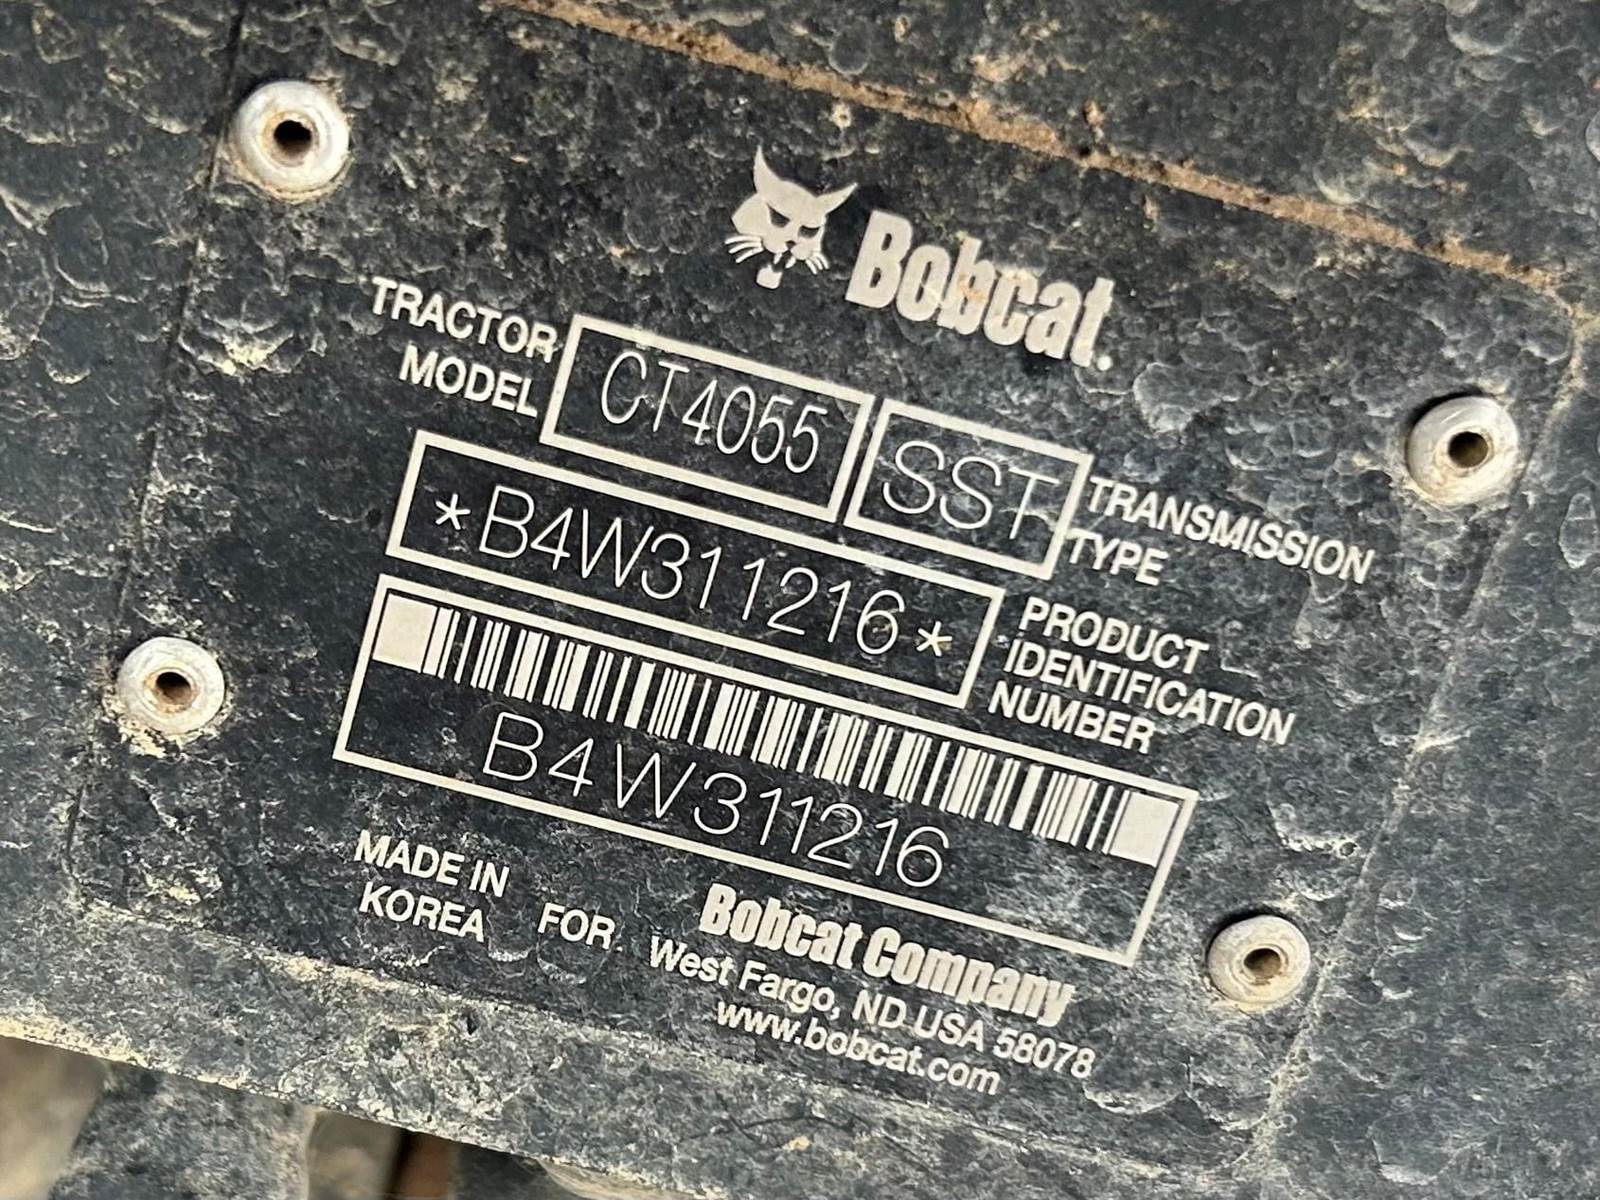 Bobcat.
TRACTOR
MODEL
CT4055
SST
TRANSMISSION
TYPE
*B4W311216*
PRODUCT
IDENTIFICATION
NUMBER
B4W311216
MADE IN
KOREA
FOR
Bobcat Company
West Fargo, ND USA 58078
www.bobcat.com